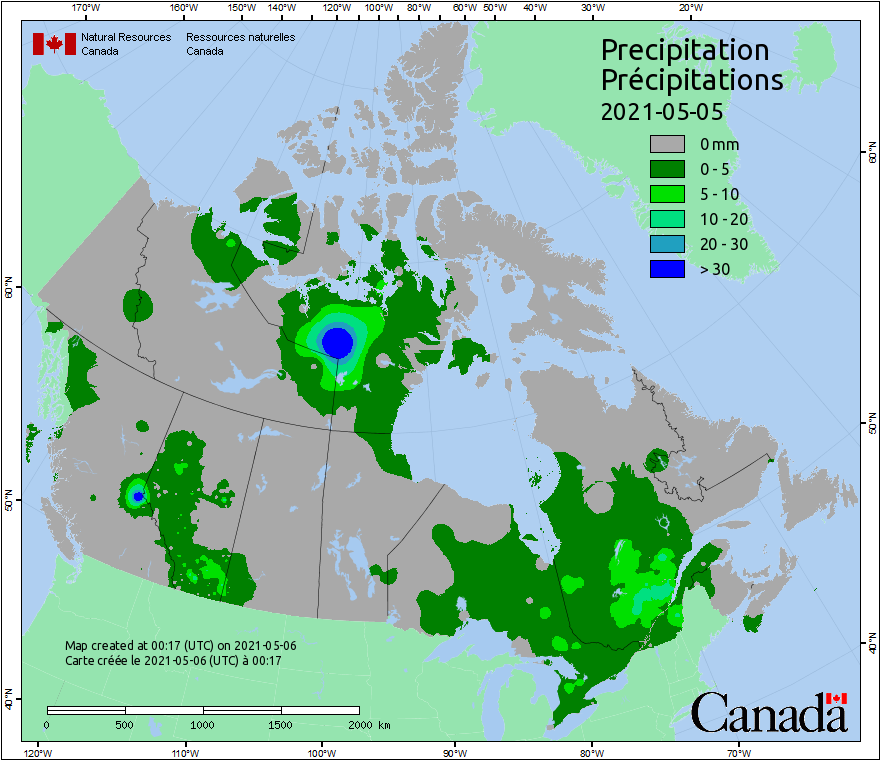 170°W 160°W 150°W 140°W 120°W 100°W 80°W 60°W 50°W 40°W 30°W 20°W
Natural Resources Ressources naturelles
Canada Canada
Precipitation
Précipitations
2021-05-05
0 mm
0 - 5
5 - 10
10 - 20
20 - 30
> 30
60°N
60°N
50°N
50°N
40°N
40°N
Map created at 00:17 (UTC) on 2021-05-06
Carte créée le 2021-05-06 (UTC) à 00:17
0 500 1000 1500 2000 km
Canada
120°W 110°W 100°W 90°W 80°W 70°W